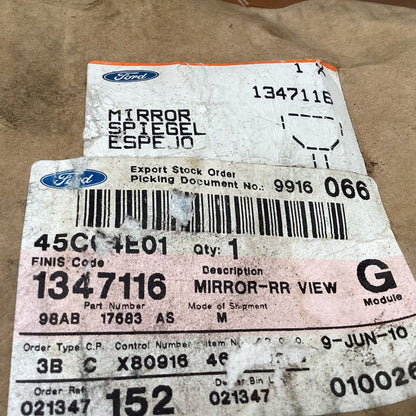 Ford
1 X
1347116
MIRROR
SPIEGEL
ESPEJO
Ford
Export Stock Order
Picking Document No.: 9916 066
Qty: 1
FINIS Code
1347116
Description
MIRROR-RR VIEW
G
Module
Part Number
98AB 17683 AS
Mode of Shipment
M
Order Type C.P. Control Number
9-JUN-10
3B C X80916 46
010026
Order Ref
021347 152
021347